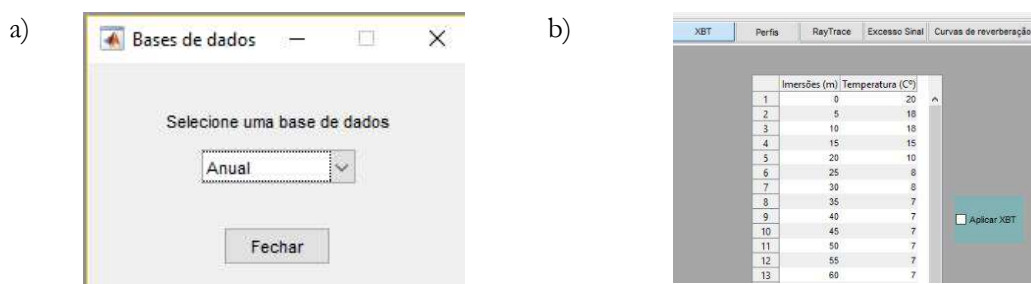 a)
Bases de dados
Selecione uma base de dados
Anual
Fechar
b)
XBT Perfis RayTrace Excesso Sinal Curvas de reverberação
Imersões (m) Temperatura (Cº)
1 0 20
2 5 18
3 10 18
4 15 15
5 20 10
6 25 8
7 30 8
8 35 7
9 40 7
10 45 7
11 50 7
12 55 7
13 60 7
Aplicar XBT